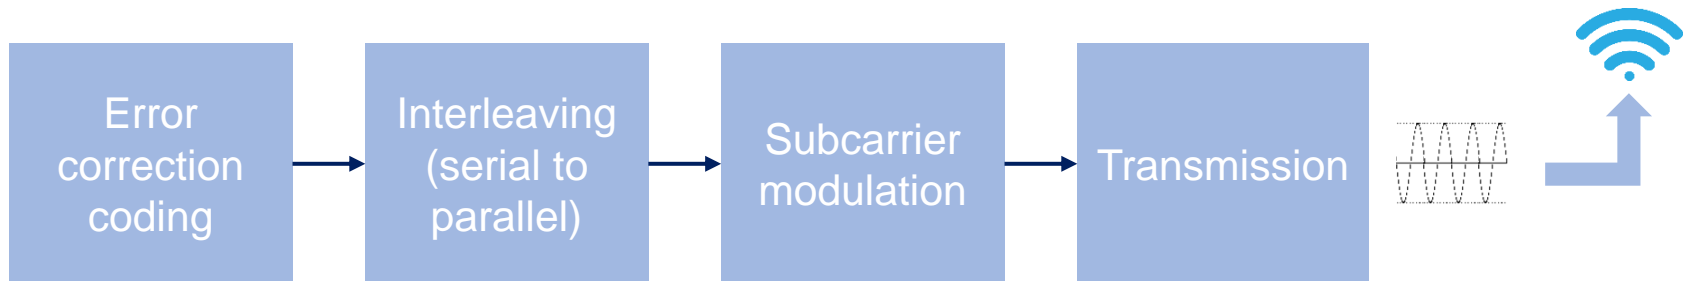 Error
correction
coding
Interleaving
(serial to
parallel)
Subcarrier
modulation
Transmission